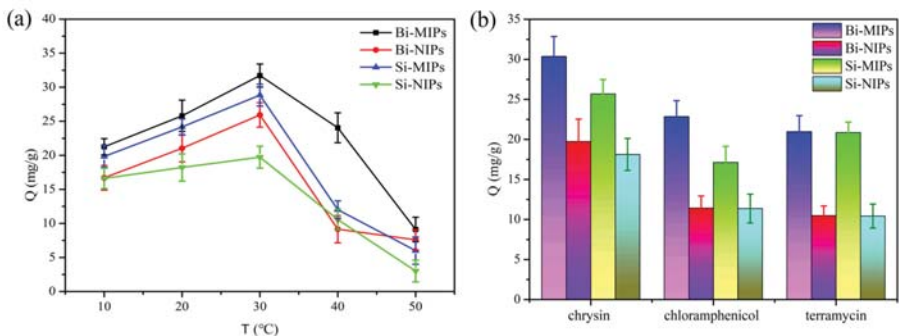 (a)
40
35
30
25
20
15
10
5
0
Q (mg/g)
Bi-MIPs
Bi-NIPs
Si-MIPs
Si-NIPs
10 20 30 40 50
T (°C)
(b)
35
30
25
20
15
10
5
0
Q (mg/g)
Bi-MIPs
Bi-NIPs
Si-MIPs
Si-NIPs
chrysin chloramphenicol terramycin